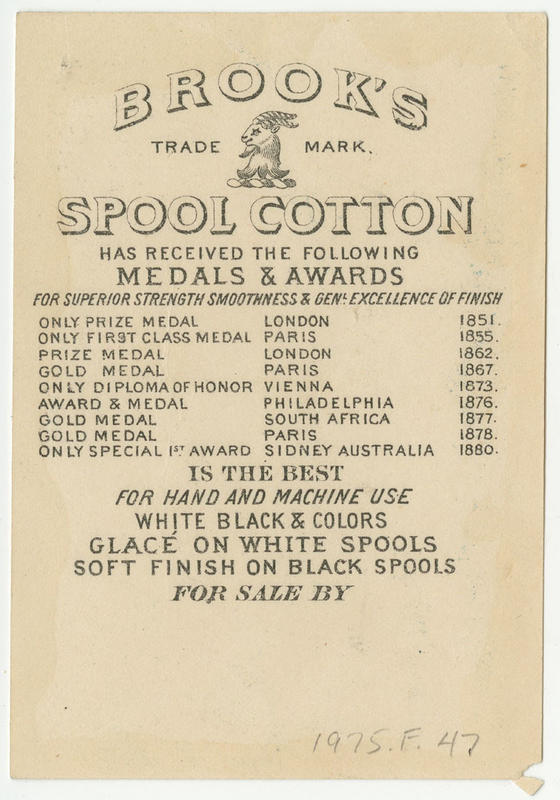 BROOK'S
TRADE MARK.
SPOOL COTTON
HAS RECEIVED THE FOLLOWING
MEDALS & AWARDS
FOR SUPERIOR STRENGTH SMOOTHNESS & GENL EXCELLENCE OF FINISH
ONLY PRIZE MEDAL LONDON 1851.
ONLY FIRST CLASS MEDAL PARIS 1855.
PRIZE MEDAL LONDON 1862.
GOLD MEDAL PARIS 1867.
ONLY DIPLOMA OF HONOR VIENNA 1873.
AWARD & MEDAL PHILADELPHIA 1876.
GOLD MEDAL SOUTH AFRICA 1877.
GOLD MEDAL PARIS 1878.
ONLY SPECIAL 1ST AWARD SIDNEY AUSTRALIA 1880.
IS THE BEST
FOR HAND AND MACHINE USE
WHITE BLACK & COLORS
GLACÉ ON WHITE SPOOLS
SOFT FINISH ON BLACK SPOOLS
FOR SALE BY
1975.F.47